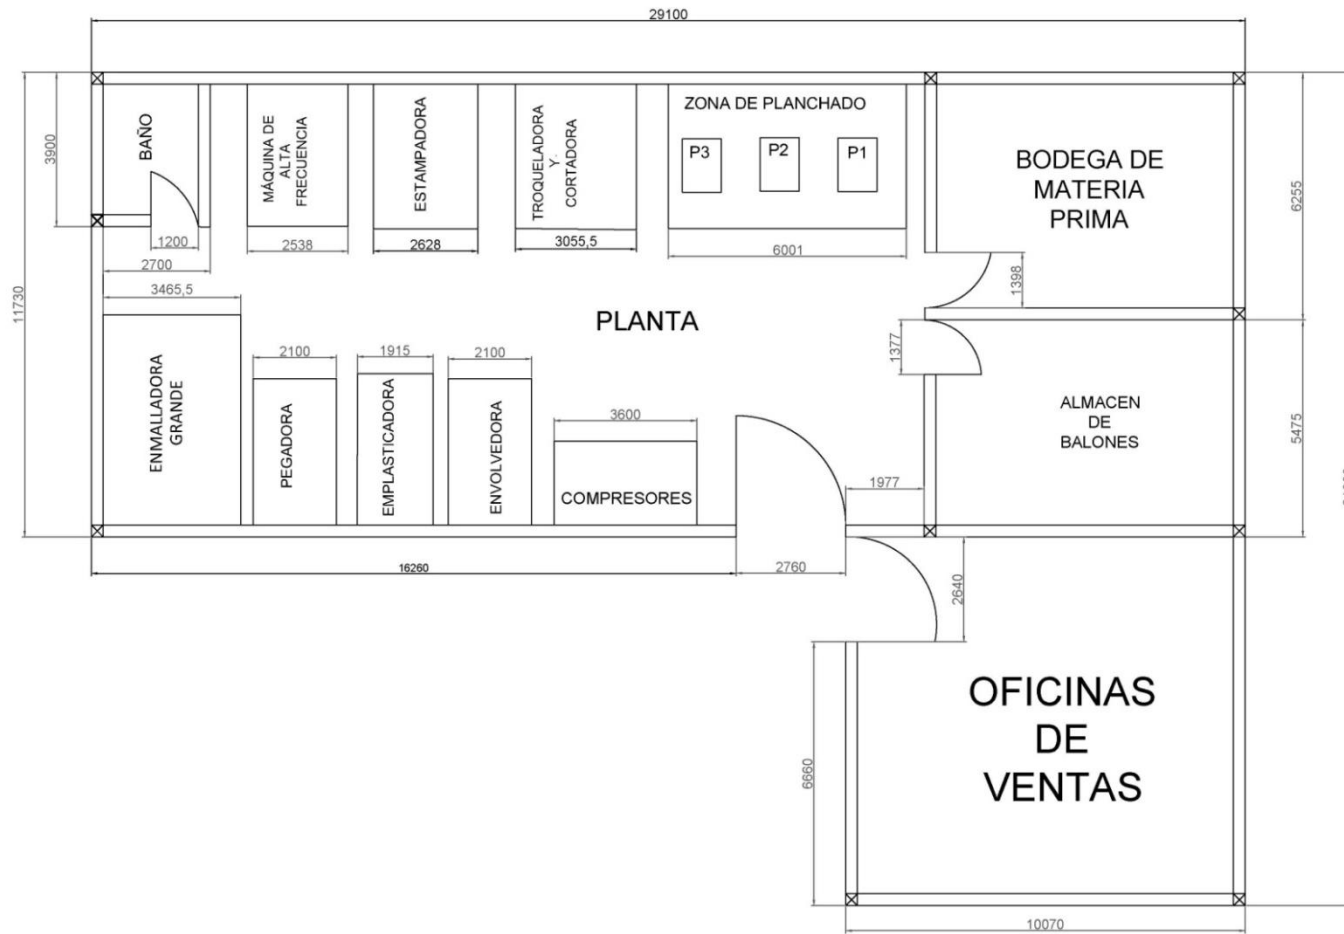 29100
3900
11730
BAÑO
1200
2700
3465,5
MÁQUINA DE
ALTA
FRECUENCIA
2538
ESTAMPADORA
2628
TROQUELADORA
Y
CORTADORA
3055,5
ZONA DE PLANCHADO
P3
P2
P1
6001
BODEGA DE
MATERIA
PRIMA
1398
6255
PLANTA
ENMALLADORA
GRANDE
2100
PEGADORA
1915
EMPLASTICADORA
2100
ENVOLVEDORA
3600
COMPRESORES
1377
ALMACEN
DE
BALONES
5475
1977
16260
2760
2640
6660
OFICINAS
DE
VENTAS
10070